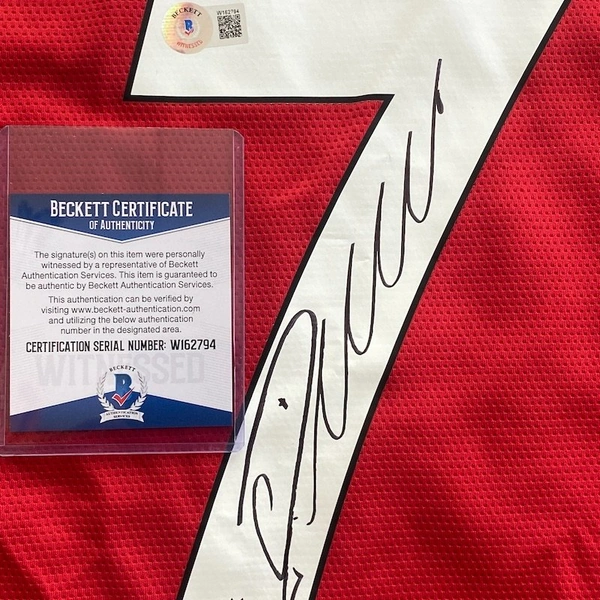 BECKETT
B
WITNESSED
W162794
7
BECKETT CERTIFICATE
OF AUTHENTICITY
The signature(s) on this item were personally
witnessed by a representative of Beckett
Authentication Services. This item is guaranteed to
be authentic by Beckett Authentication Services.
This authentication can be verified by
visiting www.beckett-authentication.com
and utilizing the below authentication
number in the designated area.
CERTIFICATION SERIAL NUMBER: W162794
WITNESSED
BECKETT
B
AUTHENTICATION
SERVICES